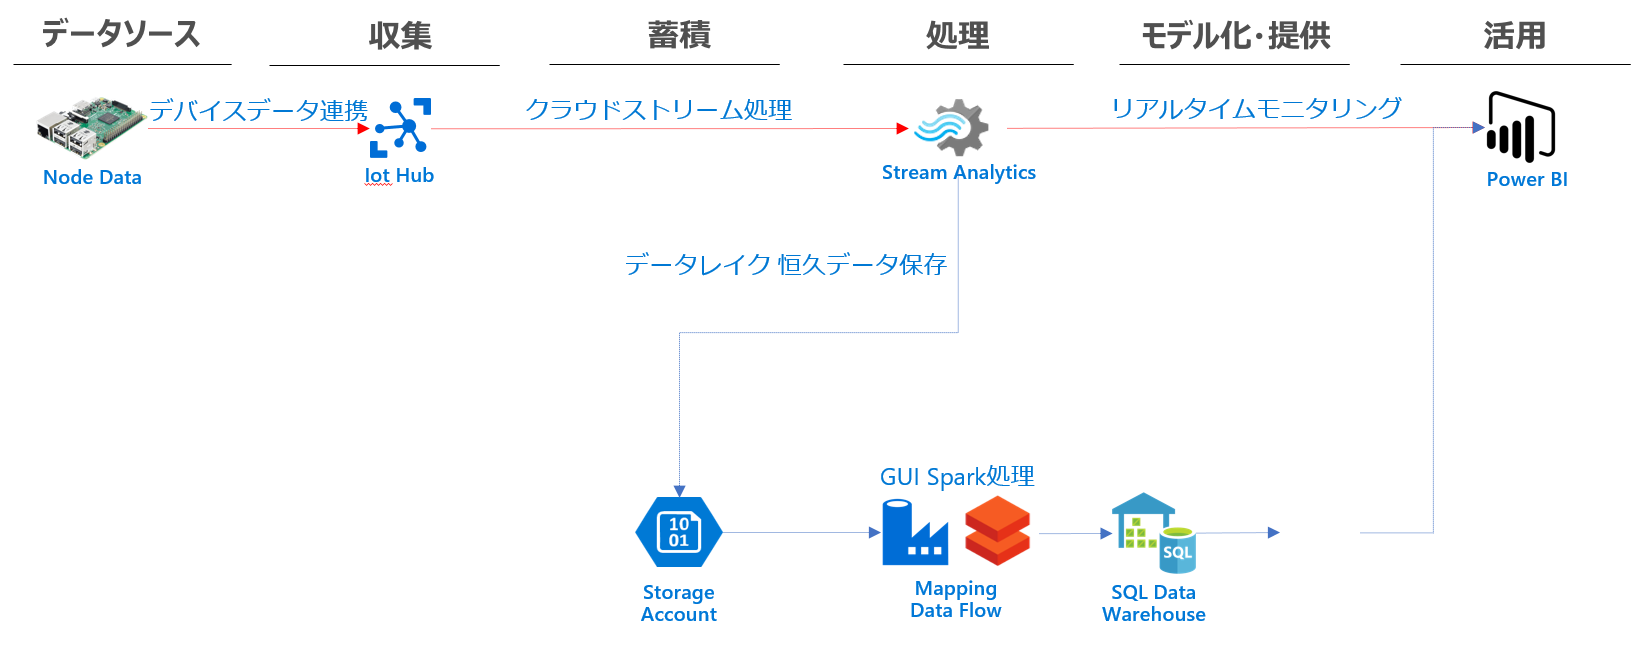 データソース
収集
蓄積
処理
モデル化・提供
活用
デバイスデータ連携
クラウドストリーム処理
リアルタイムモニタリング
Node Data
Iot Hub
Stream Analytics
Power BI
データレイク 恒久データ保存
GUI Spark処理
10
01
SQL
Storage
Account
Mapping
Data Flow
SQL Data
Warehouse